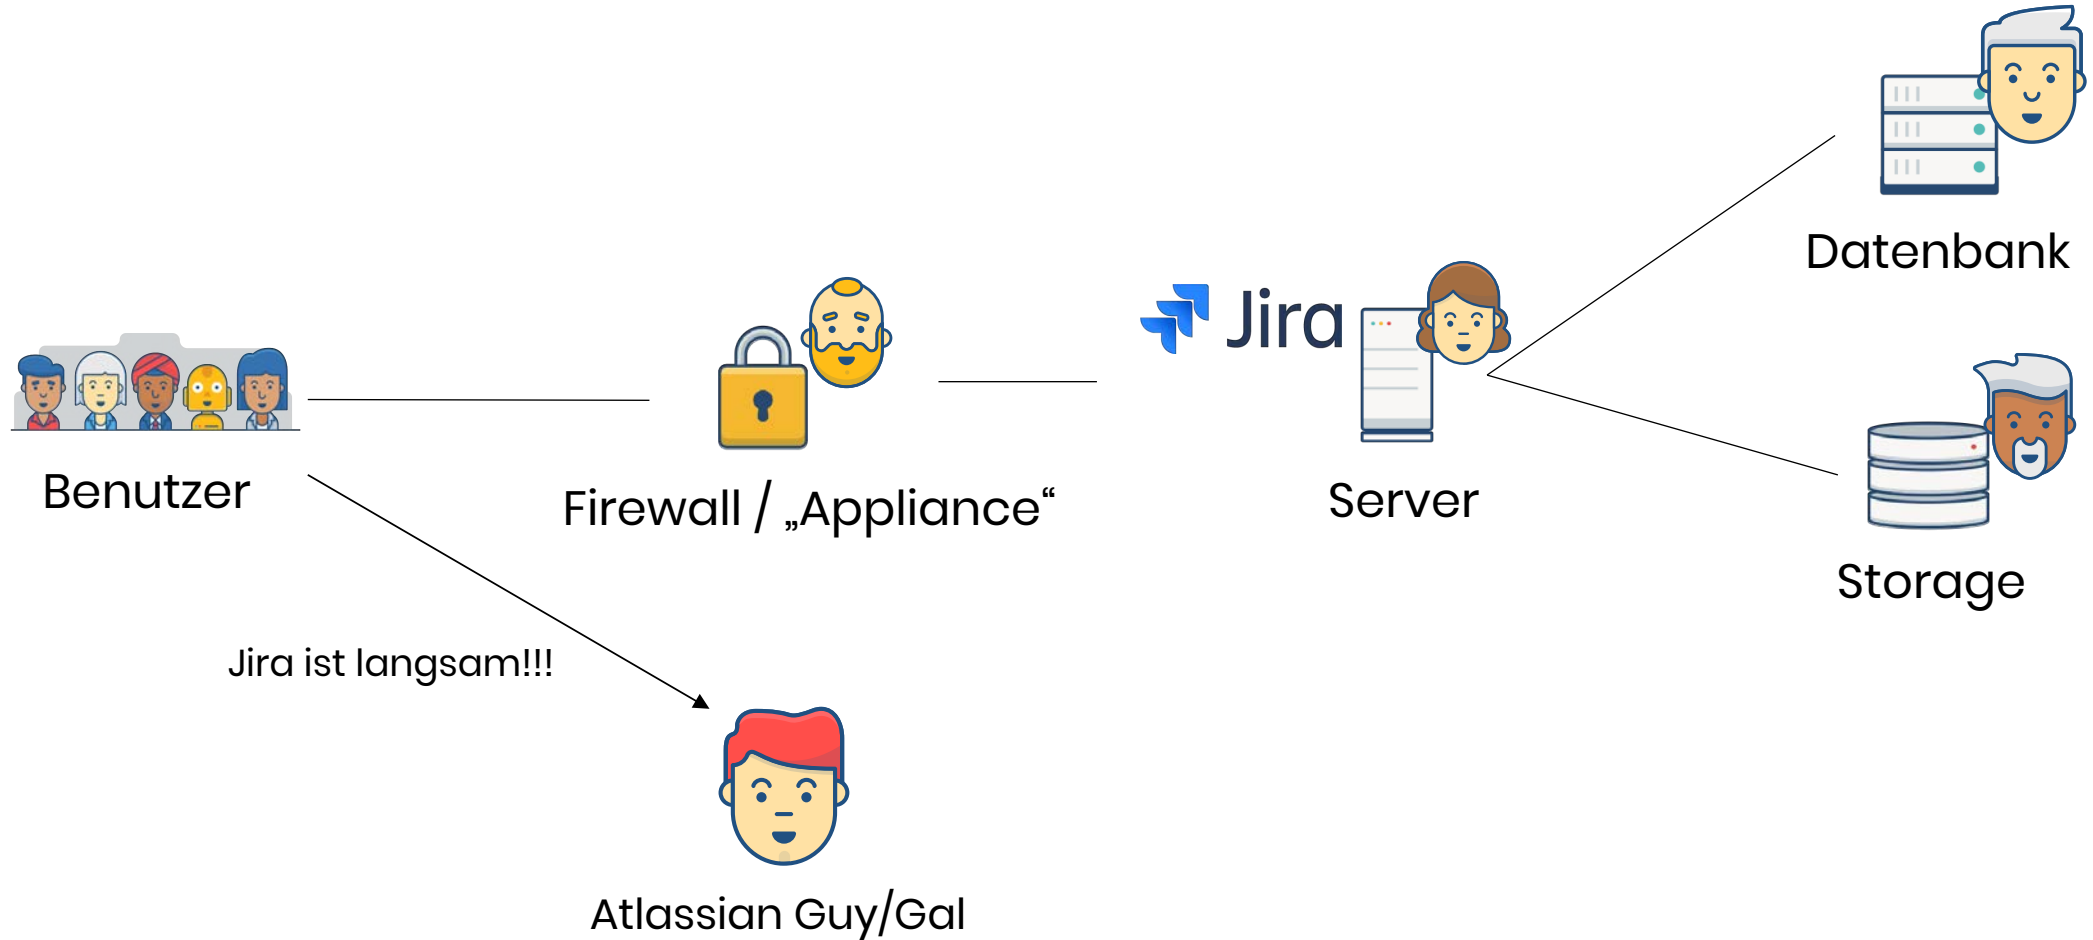 Datenbank
Jira
Benutzer
Firewall / „Appliance“
Server
Storage
Jira ist langsam!!!
Atlassian Guy/Gal